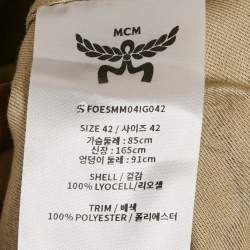 MCM
SFOESMM04IG042
SIZE 42 / 사이즈 42
가슴둘레 : 85cm
신장 : 165cm
엉덩이 둘레 : 91cm
SHELL / 겉감
100% LYOCELL/리오셀
TRIM / 배색
100% POLYESTER / 폴리에스터